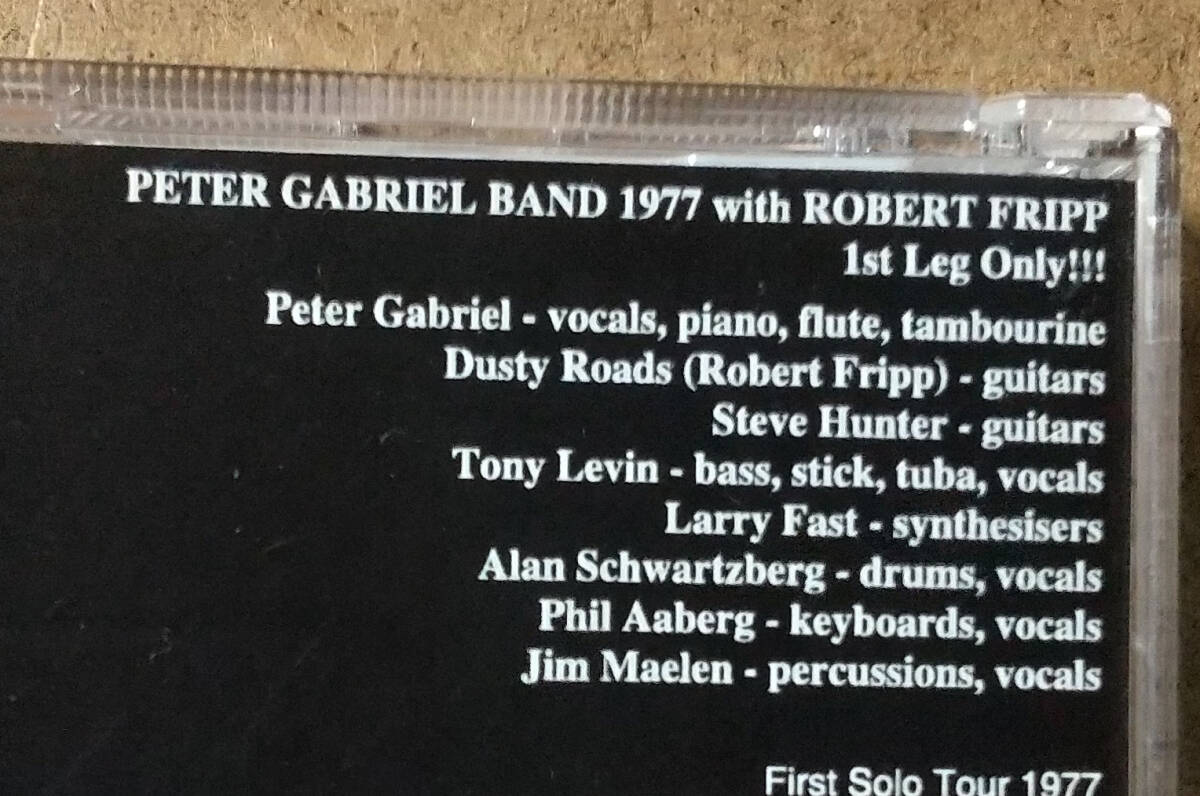 PETER GABRIEL BAND 1977 with ROBERT FRIPP
1st Leg Only!!!
Peter Gabriel - vocals, piano, flute, tambourine
Dusty Roads (Robert Fripp) - guitars
Steve Hunter - guitars
Tony Levin - bass, stick, tuba, vocals
Larry Fast - synthesisers
Alan Schwartzberg - drums, vocals
Phil Aaberg - keyboards, vocals
Jim Maelen - percussions, vocals
First Solo Tour 1977